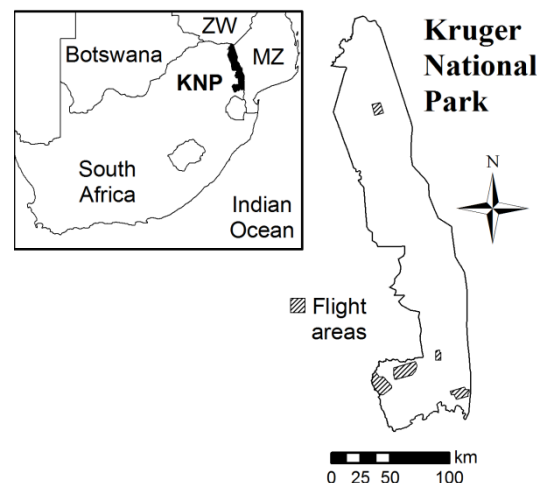 ZW
Botswana
MZ
KNP
South
Africa
Indian
Ocean
Kruger
National
Park
N
Flight
areas
km
0 25 50 100